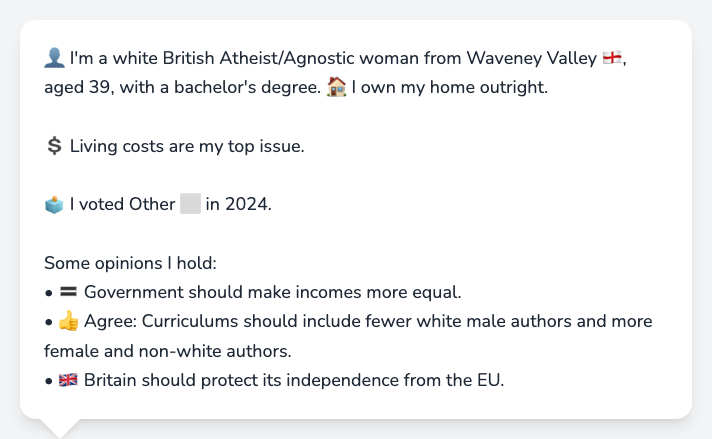 👤 I'm a white British Atheist/Agnostic woman from Waveney Valley 🏴󠁧󠁢󠁥󠁮󠁧󠁿,
aged 39, with a bachelor's degree. 🏠 I own my home outright.
💲 Living costs are my top issue.
🗳️ I voted Other ⬜ in 2024.
Some opinions I hold:
• 🟰 Government should make incomes more equal.
• 👍 Agree: Curriculums should include fewer white male authors and more
female and non-white authors.
• 🇬🇧 Britain should protect its independence from the EU.